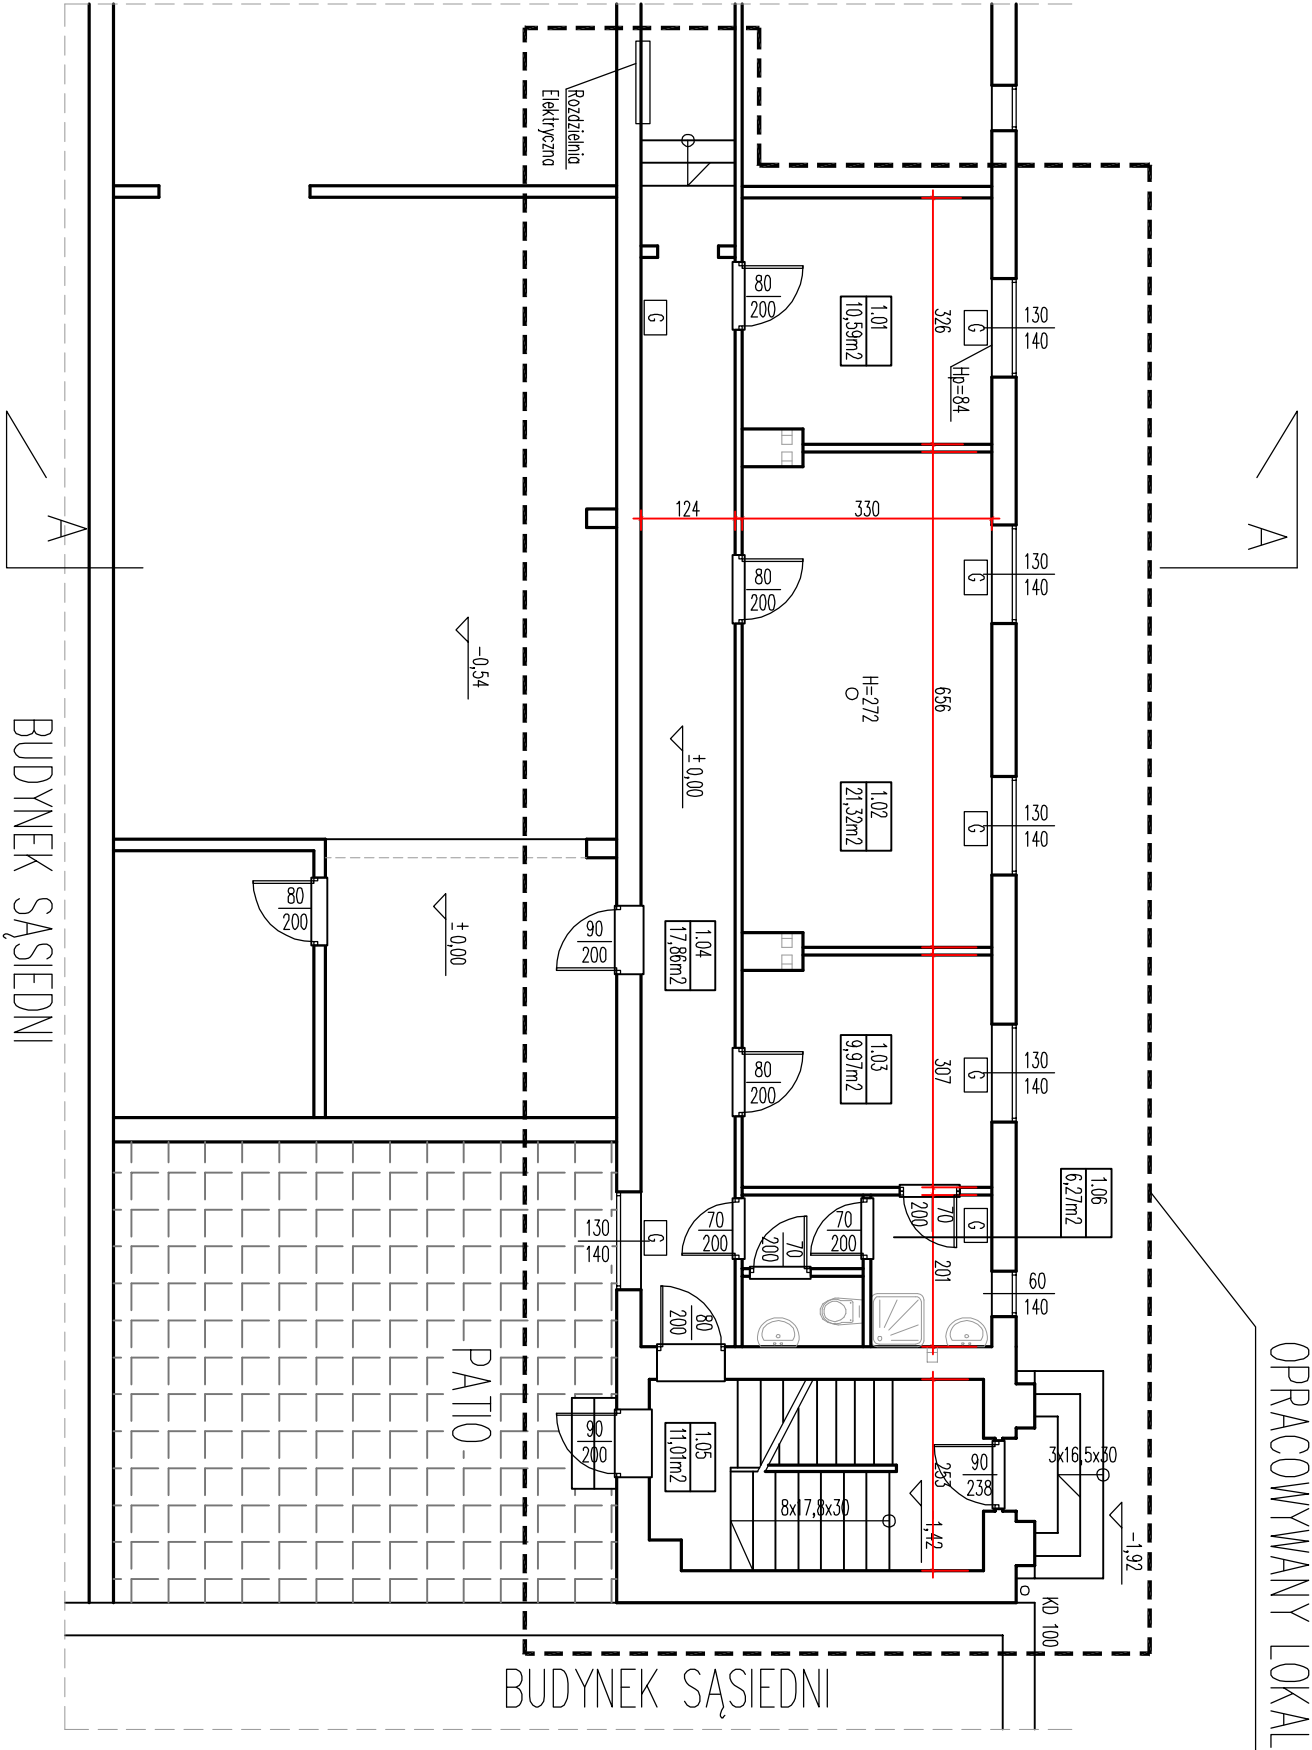 Rozdzielnia
Elektryczna
80
200
1.01
10,59m2
326
G
G
130
140
Hp=84
124
330
A
A
80
200
G
130
140
-0,54
H=272
656
±0,00
1.02
21,32m2
G
130
140
BUDYNEK SĄSIEDNI
80
200
±0,00
90
200
1.04
17,86m2
1.03
9,97m2
307
G
130
140
80
200
1.06
6,27m2
130
140
G
70
200
70
200
70
200
70
200
G
201
60
140
80
200
PATIO
90
200
1.05
11,01m2
8x17,8x30
253
90
238
3x16,5x30
1,42
-1,92
KD 100
OPRACOWYWANY LOKAL
BUDYNEK SĄSIEDNI